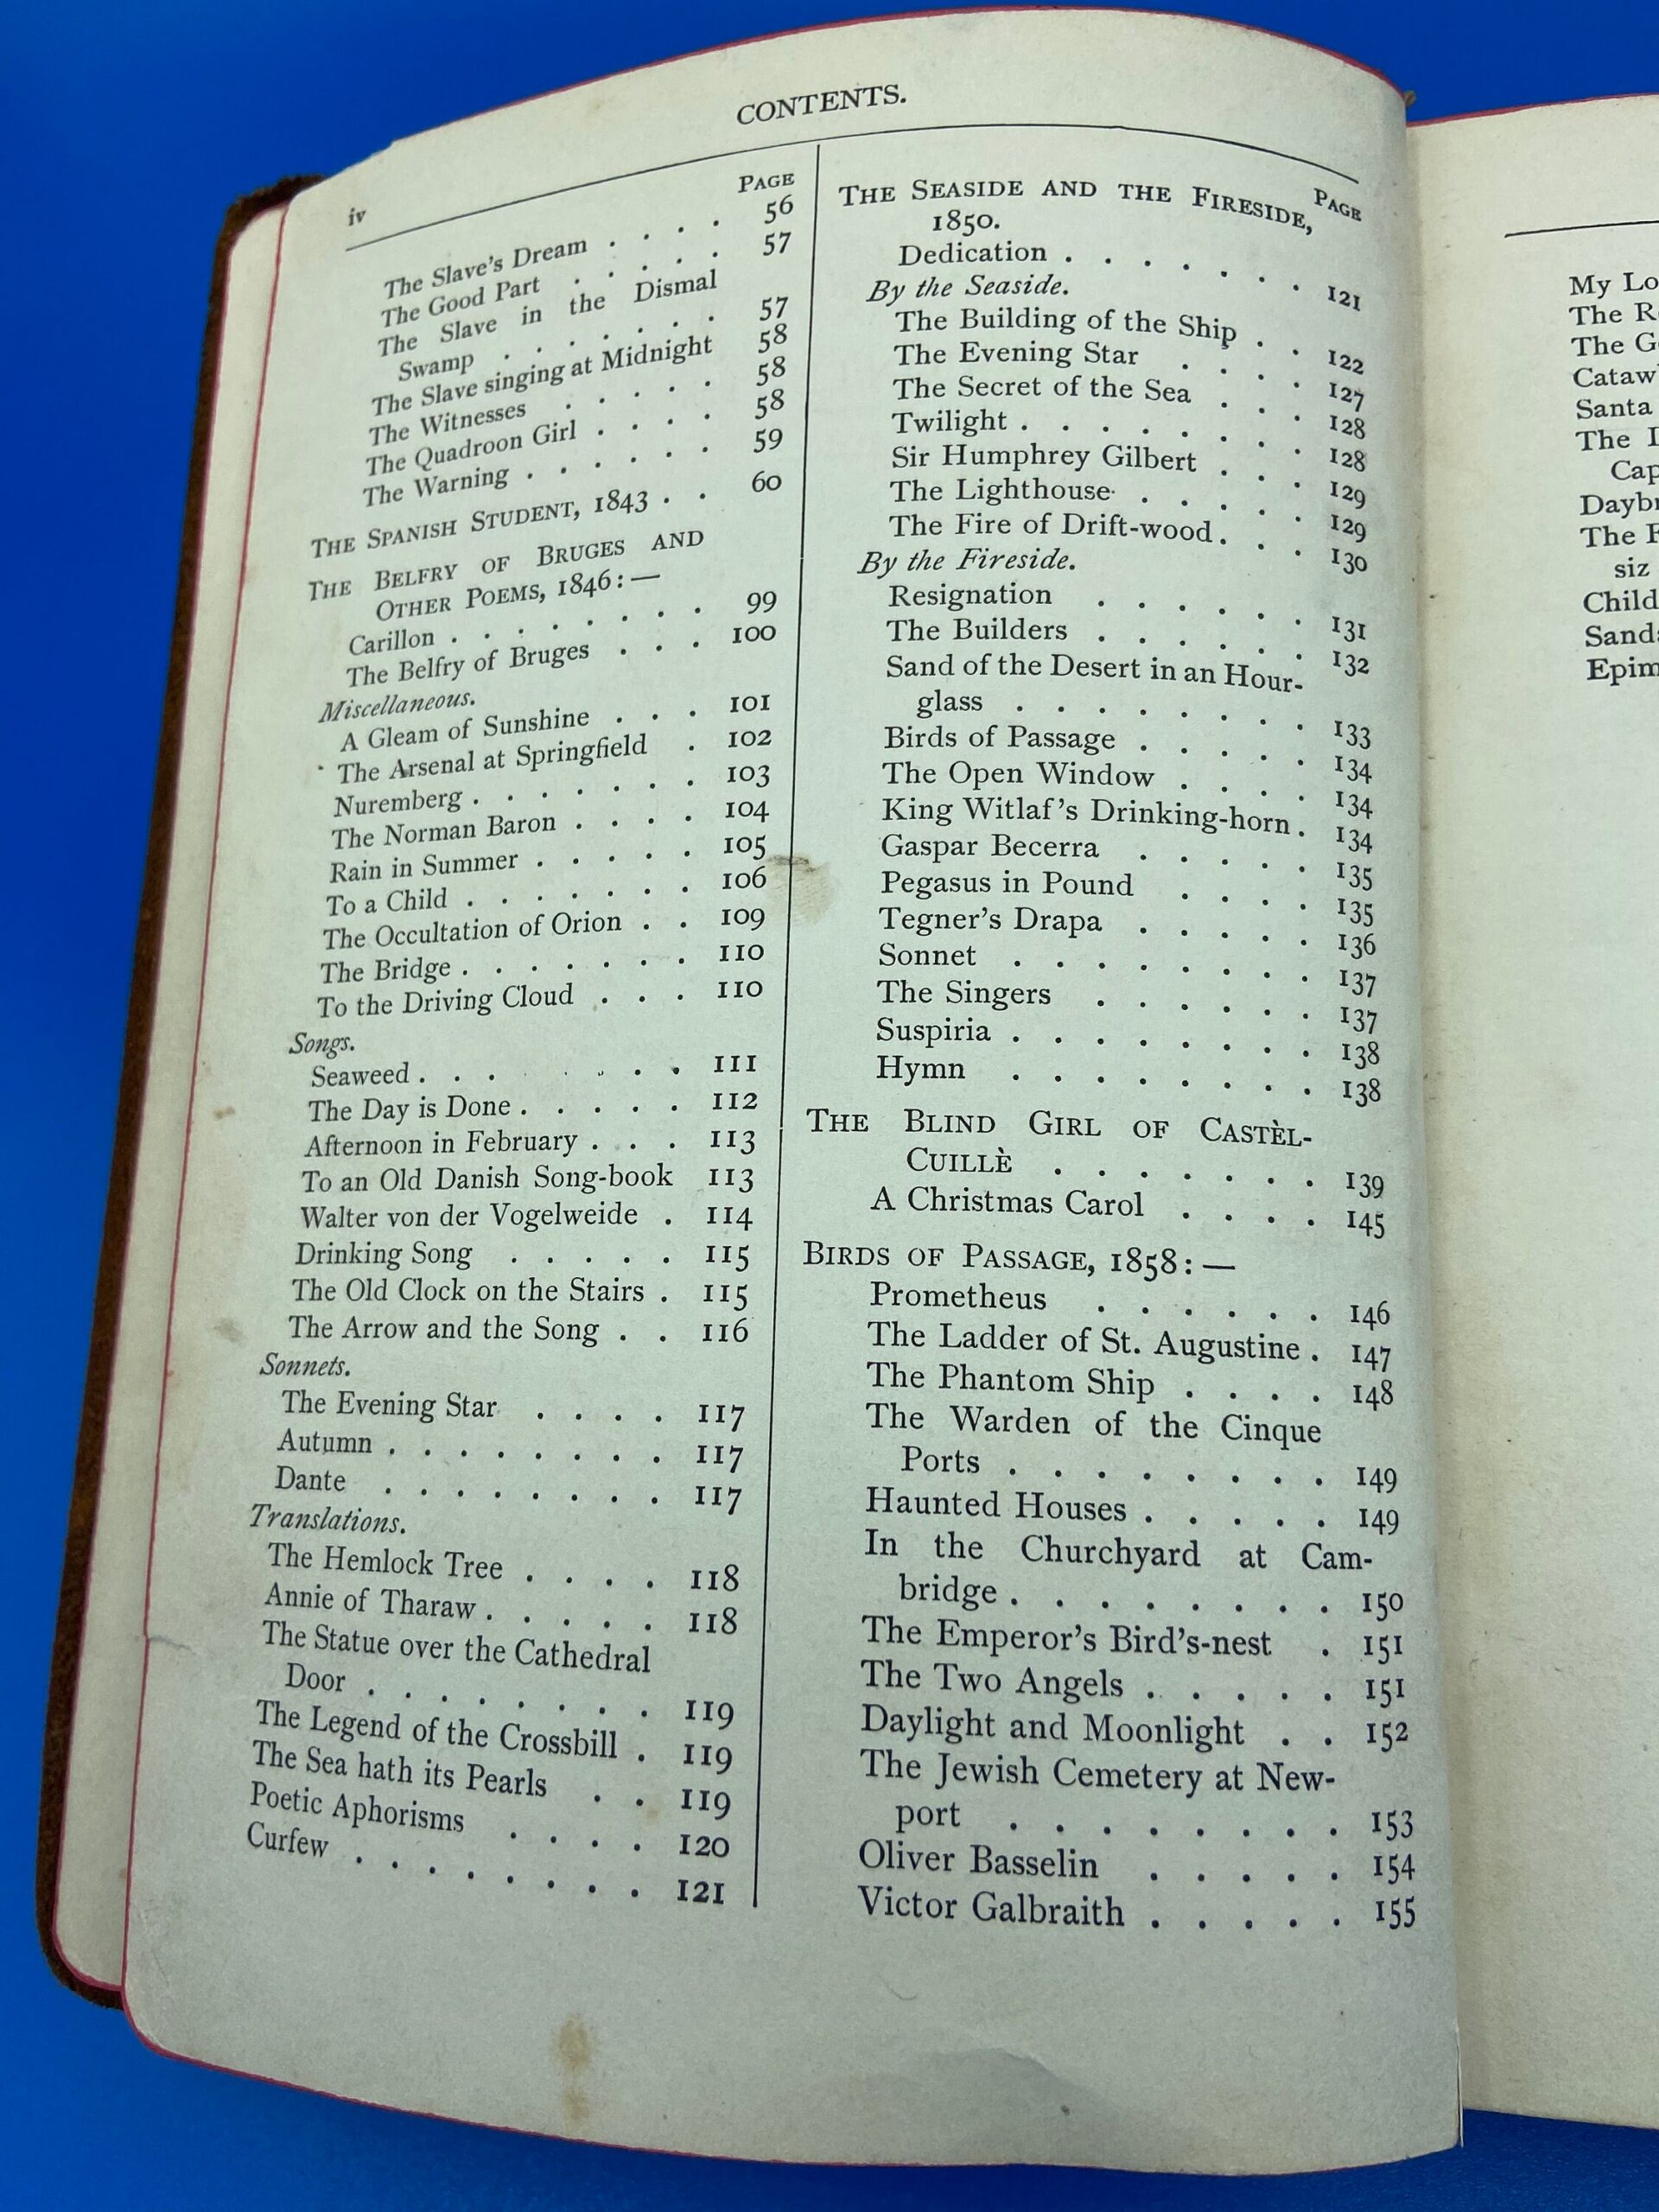 CONTENTS.
iv
PAGE
The Slave's Dream . . . . 56
The Good Part . . . . . 57
The Slave in the Dismal
Swamp . . . . . . 57
The Slave singing at Midnight 58
The Witnesses . . . . . 58
The Quadroon Girl . . . . 58
The Warning . . . . . . 59
THE SPANISH STUDENT, 1843 . . 60
THE BELFRY OF BRUGES AND
OTHER POEMS, 1846: —
Carillon . . . . . . . . 99
The Belfry of Bruges . . . 100
Miscellaneous.
A Gleam of Sunshine . . . 101
The Arsenal at Springfield . 102
Nuremberg . . . . . . . 103
The Norman Baron . . . . 104
Rain in Summer . . . . . 105
To a Child . . . . . . . 106
The Occultation of Orion . . 109
The Bridge . . . . . . . 110
To the Driving Cloud . . . 110
Songs.
Seaweed . . . . . . . 111
The Day is Done . . . . . 112
Afternoon in February . . . 113
To an Old Danish Song-book 113
Walter von der Vogelweide . 114
Drinking Song . . . . . 115
The Old Clock on the Stairs . 115
The Arrow and the Song . . 116
Sonnets.
The Evening Star . . . . 117
Autumn . . . . . . . . 117
Dante . . . . . . . . 117
Translations.
The Hemlock Tree . . . . 118
Annie of Tharaw . . . . . 118
The Statue over the Cathedral
Door . . . . . . . . 119
The Legend of the Crossbill . 119
The Sea hath its Pearls . . 119
Poetic Aphorisms . . . . 120
Curfew . . . . . . . . 121
PAGE
THE SEASIDE AND THE FIRESIDE,
1850.
Dedication . . . . . . . 121
By the Seaside.
The Building of the Ship . . 122
The Evening Star . . . . 127
The Secret of the Sea . . . 128
Twilight . . . . . . . 128
Sir Humphrey Gilbert . . . 129
The Lighthouse . . . . . 129
The Fire of Drift-wood . . . 130
By the Fireside.
Resignation . . . . . . 131
The Builders . . . . . . 132
Sand of the Desert in an Hour-
glass . . . . . . . . 133
Birds of Passage . . . . . 134
The Open Window . . . . 134
King Witlaf's Drinking-horn . 134
Gaspar Becerra . . . . . 135
Pegasus in Pound . . . . 135
Tegner's Drapa . . . . . 136
Sonnet . . . . . . . . 137
The Singers . . . . . . 137
Suspiria . . . . . . . . 138
Hymn . . . . . . . . 138
THE BLIND GIRL OF CASTÈL-
CUILLÈ . . . . . . . 139
A Christmas Carol . . . . 145
BIRDS OF PASSAGE, 1858: —
Prometheus . . . . . . 146
The Ladder of St. Augustine . 147
The Phantom Ship . . . . 148
The Warden of the Cinque
Ports . . . . . . . . 149
Haunted Houses . . . . . 149
In the Churchyard at Cam-
bridge . . . . . . . . 150
The Emperor's Bird's-nest . 151
The Two Angels . . . . . 151
Daylight and Moonlight . . 152
The Jewish Cemetery at New-
port . . . . . . . . 153
Oliver Basselin . . . . . 154
Victor Galbraith . . . . . 155
My
The
The
Santa
The
siz